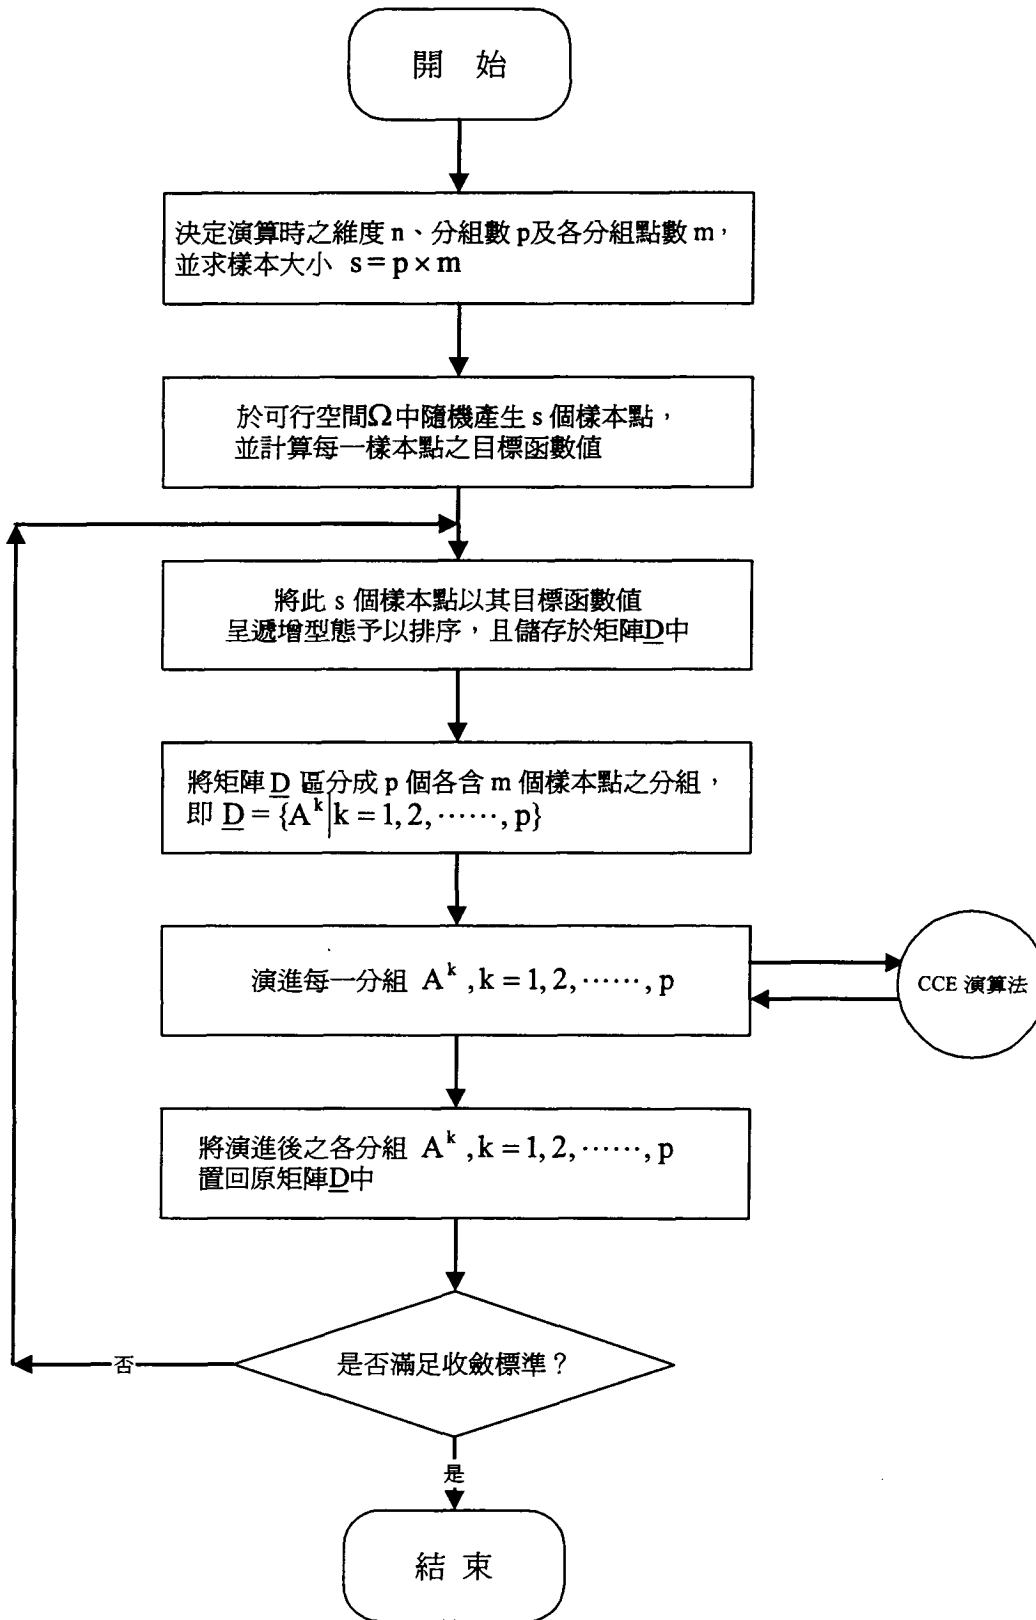 開 始
決定演算時之維度 n、分組數 p及各分組點數 m，
並求樣本大小 s = p × m
於可行空間Ω中隨機產生 s 個樣本點，
並計算每一樣本點之目標函數值
將此 s 個樣本點以其目標函數值
呈遞增型態予以排序，且儲存於矩陣D中
將矩陣 D 區分成 p 個各含 m 個樣本點之分組，
即 D = {A^k|k = 1, 2, ⋯⋯, p}
演進每一分組 A^k , k = 1, 2, ⋯⋯, p
CCE 演算法
將演進後之各分組 A^k , k = 1, 2, ⋯⋯, p
置回原矩陣D中
是否滿足收斂標準？
否
是
結 束